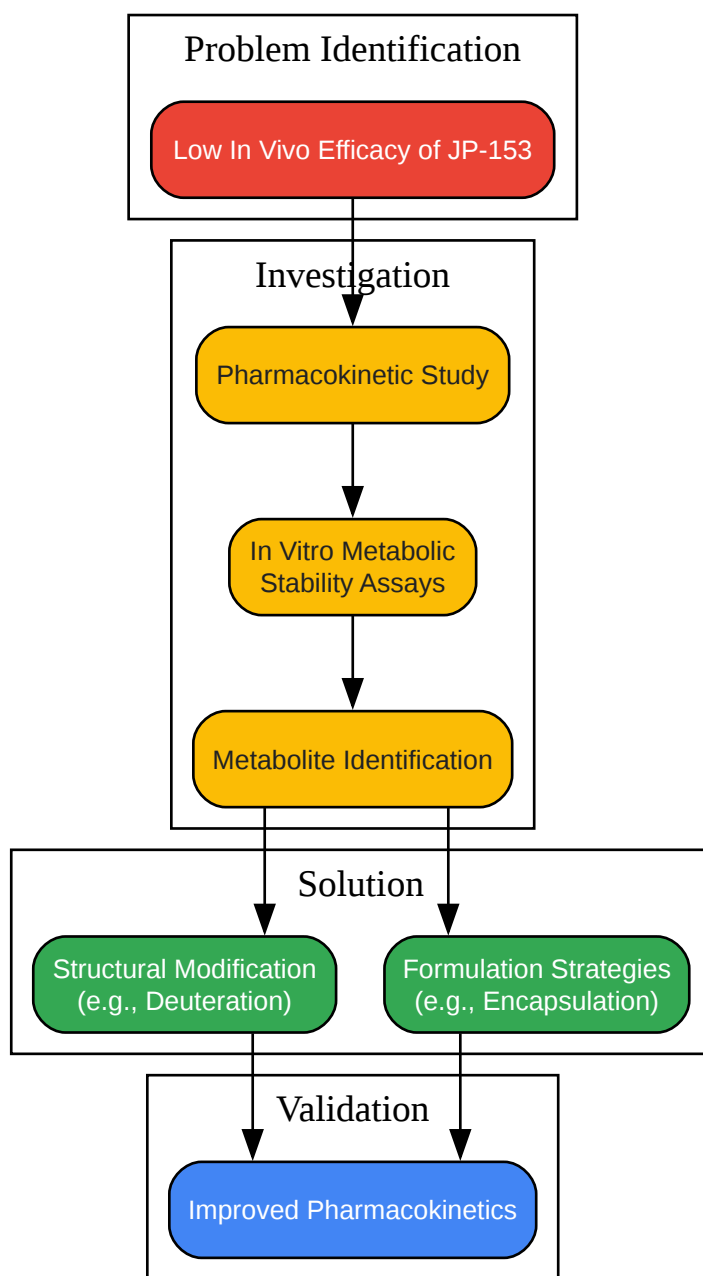 Problem Identification
Low In Vivo Efficacy of JP-153
Investigation
Pharmacokinetic Study
In Vitro Metabolic
Stability Assays
Metabolite Identification
Solution
Structural Modification
(e.g., Deuteration)
Formulation Strategies
(e.g., Encapsulation)
Validation
Improved Pharmacokinetics